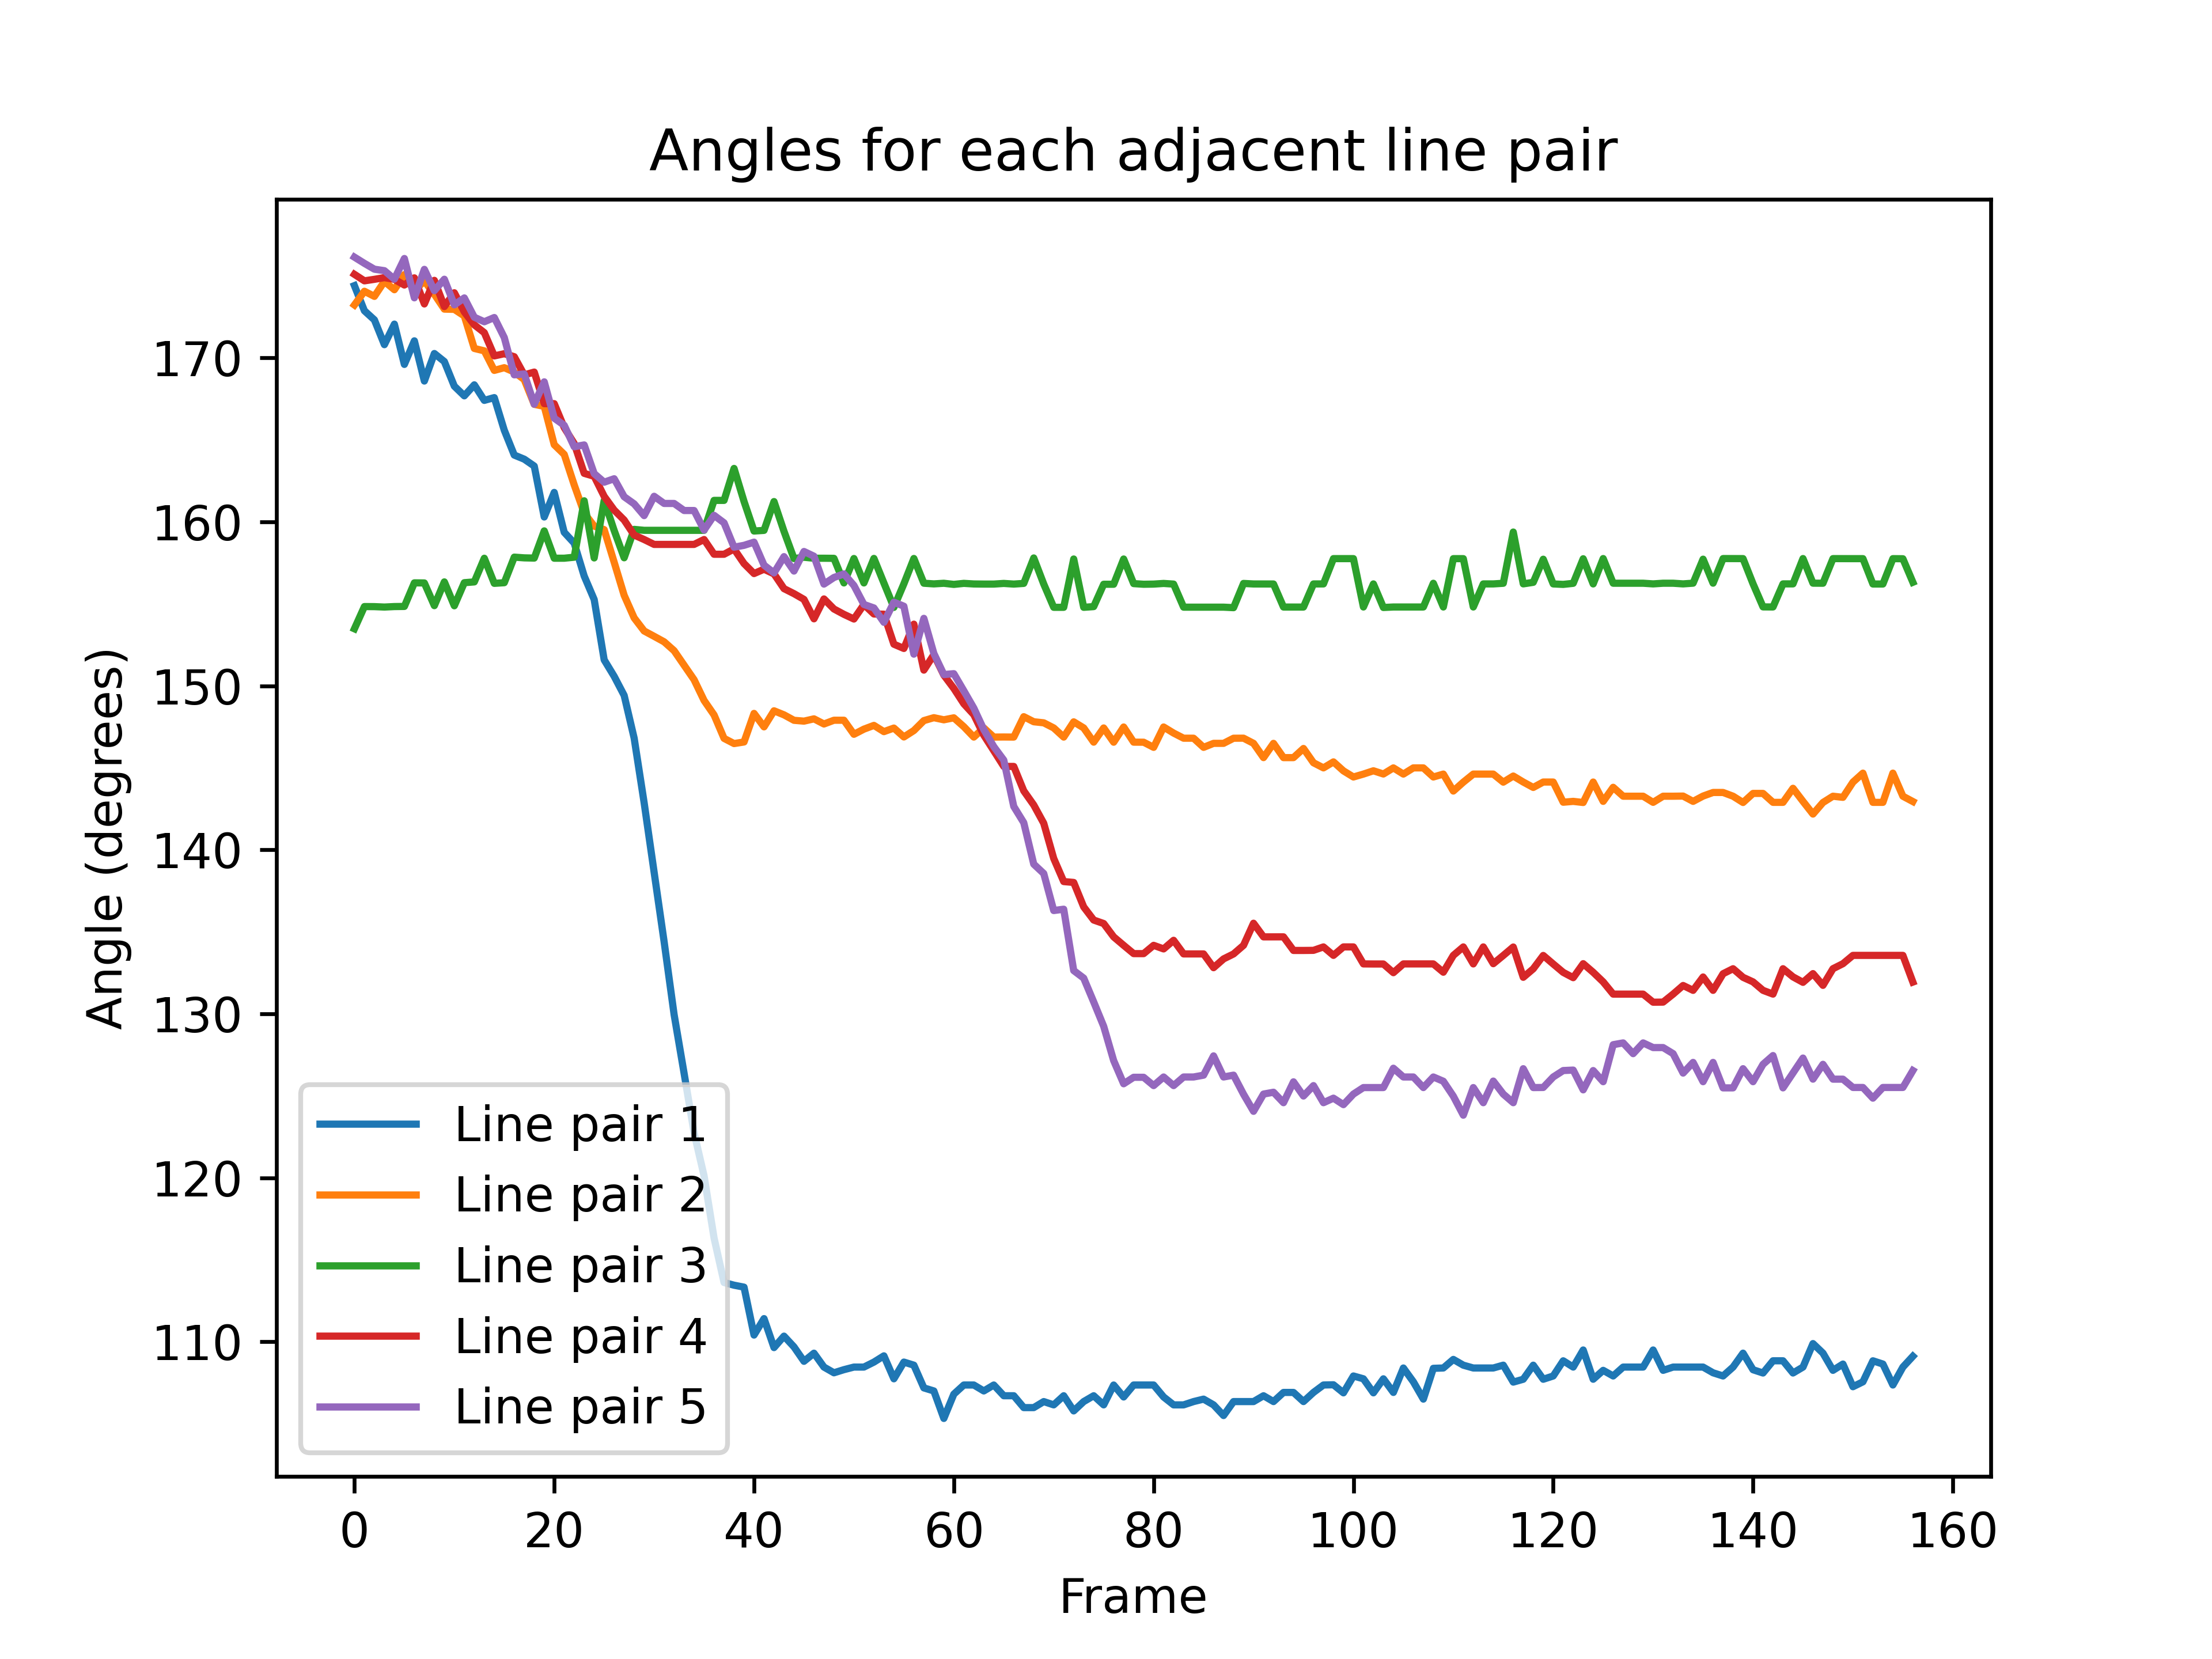 Angles for each adjacent line pair
Angle (degrees)
170
160
150
140
130
120
110
Line pair 1
Line pair 2
Line pair 3
Line pair 4
Line pair 5
0 20 40 60 80 100 120 140 160
Frame